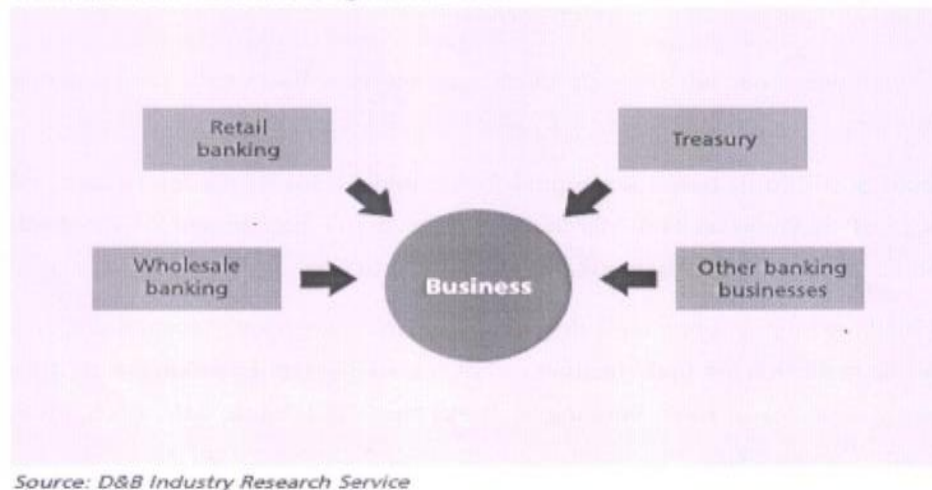 Retail
banking
Treasury
Wholesale
banking
Business
Other banking
businesses
Source: D&B Industry Research Service